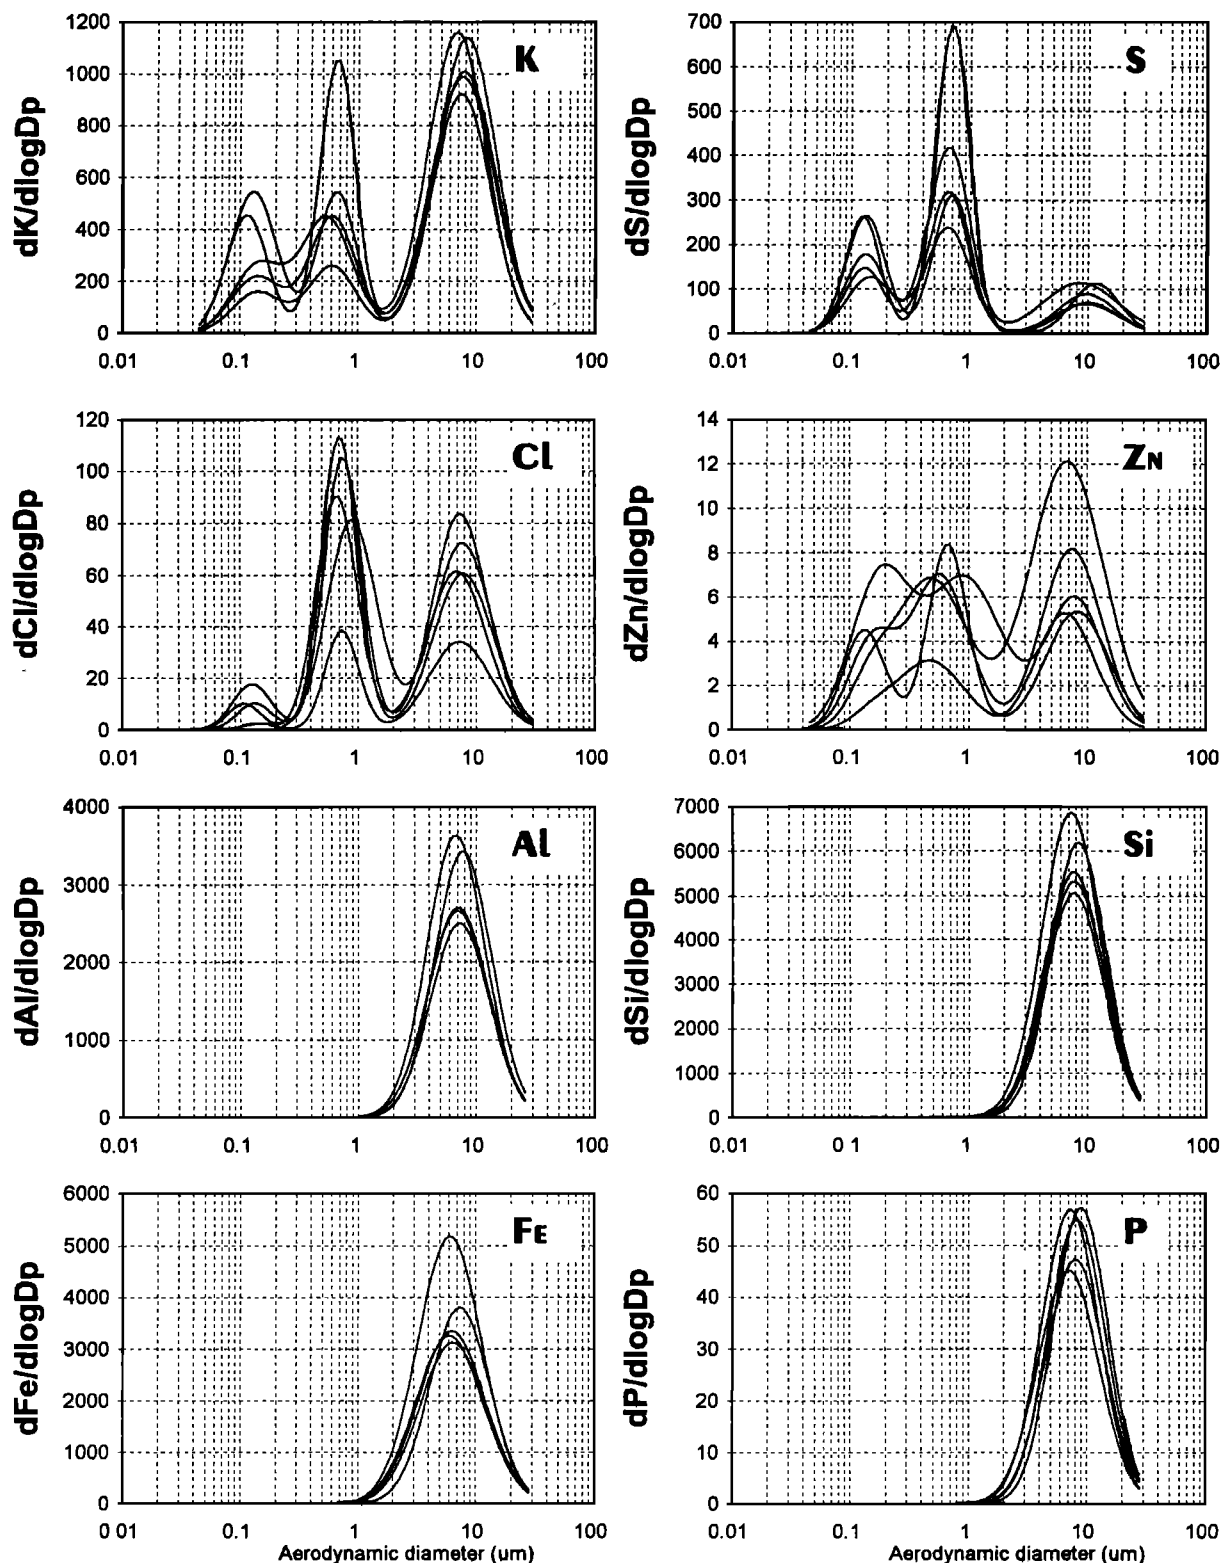 K
dK/dlogDp
1200
1000
800
600
400
200
0
0.01 0.1 1 10 100
S
dS/dlogDp
700
600
500
400
300
200
100
0
0.01 0.1 1 10 100
Cl
dCl/dlogDp
120
100
80
60
40
20
0
0.01 0.1 1 10 100
ZN
dZn/dlogDp
14
12
10
8
6
4
2
0
0.01 0.1 1 10 100
Al
dAl/dlogDp
4000
3000
2000
1000
0
0.01 0.1 1 10 100
Si
dSi/dlogDp
7000
6000
5000
4000
3000
2000
1000
0
0.01 0.1 1 10 100
FE
dFe/dlogDp
6000
5000
4000
3000
2000
1000
0
0 01 0.1 1 10 100
Aerodynamic diameter (um)
P
dP/dlogDp
60
50
40
30
20
10
0
0.01 0.1 1 10 100
Aerodynamic diameter (um)